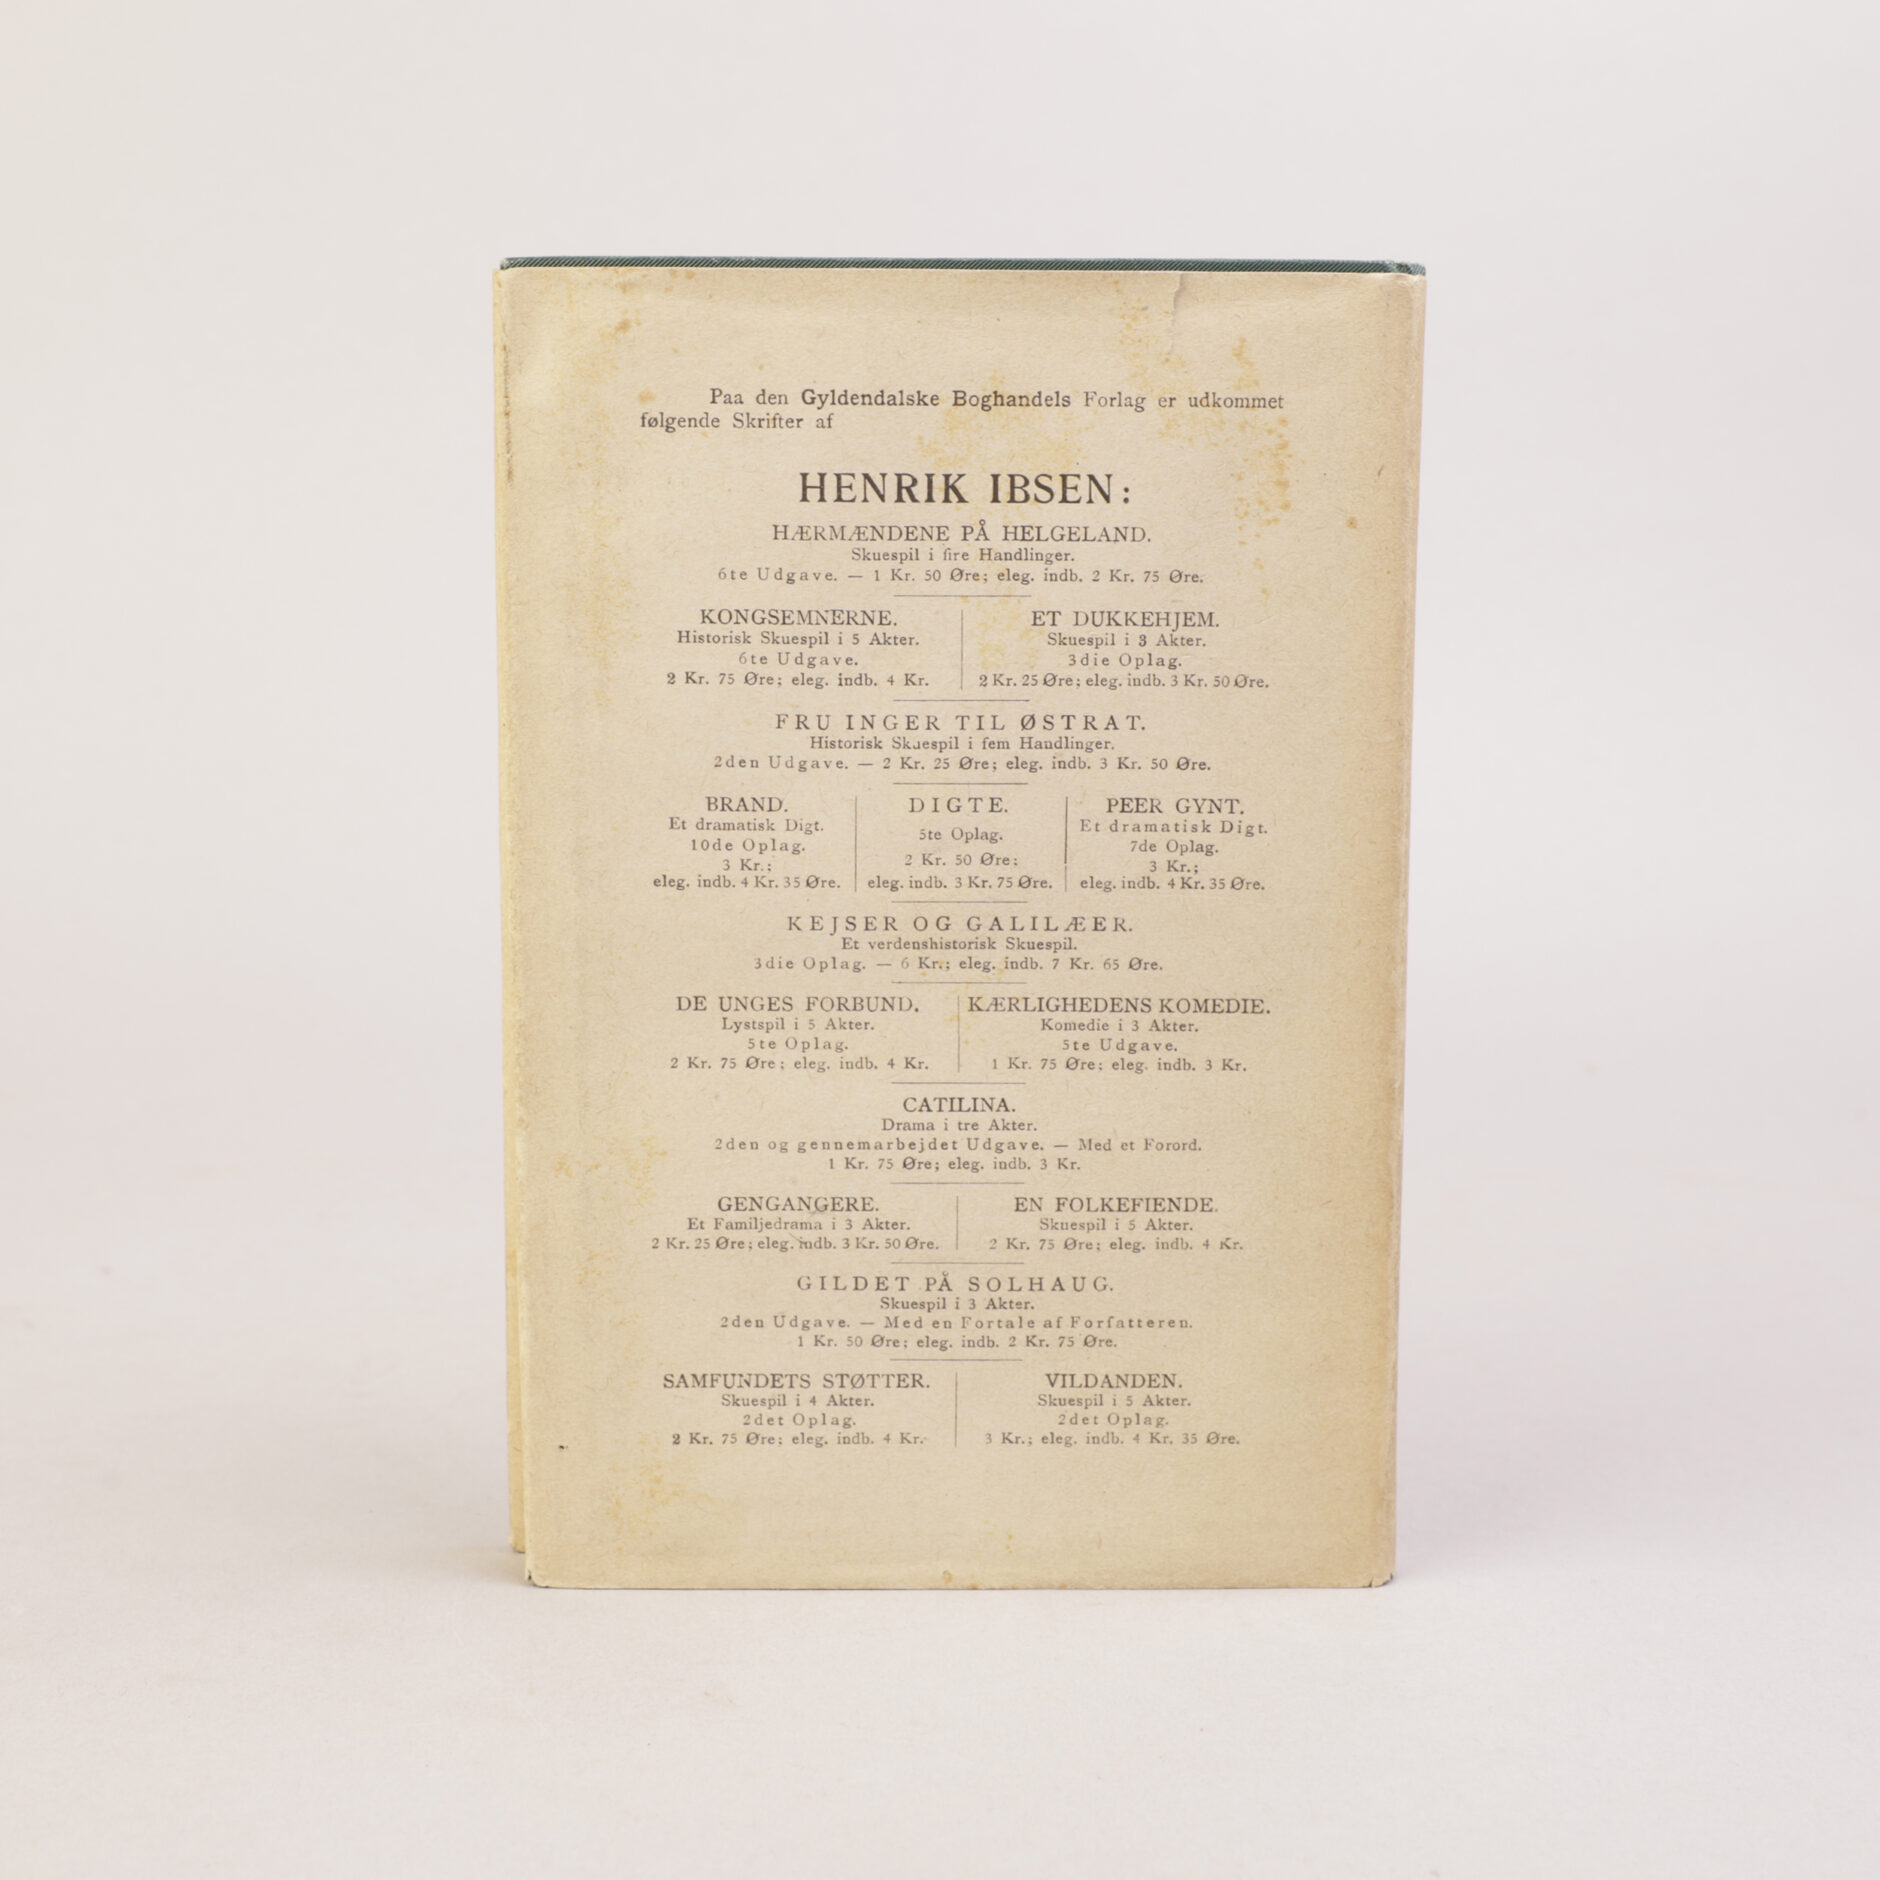 Paa den Gyldendalske Boghandels Forlag er udkommet
følgende Skrifter af
HENRIK IBSEN:
HÆRMÆNDENE PÅ HELGELAND.
Skuespil i fire Handlinger.
6te Udgave. — 1 Kr. 50 Øre; eleg. indb. 2 Kr. 75 Øre.
KONGSEMNERNE.
Historisk Skuespil i 5 Akter.
6te Udgave.
2 Kr. 75 Øre; eleg. indb. 4 Kr.
ET DUKKEHJEM.
Skuespil i 3 Akter.
3die Oplag.
2 Kr. 25 Øre; eleg. indb. 3 Kr. 50 Øre.
FRU INGER TIL ØSTRAT.
Historisk Skuespil i fem Handlinger.
2den Udgave. — 2 Kr. 25 Øre; eleg. indb. 3 Kr. 50 Øre.
BRAND.
Et dramatisk Digt.
10de Oplag.
3 Kr.;
eleg. indb. 4 Kr. 35 Øre.
DIGTE.
5te Oplag.
2 Kr. 50 Øre;
eleg. indb. 3 Kr. 75 Øre.
PEER GYNT.
Et dramatisk Digt.
7de Oplag.
3 Kr.;
eleg. indb. 4 Kr. 35 Øre.
KEJSER OG GALILÆER.
Et verdenshistorisk Skuespil.
3die Oplag. — 6 Kr.; eleg. indb. 7 Kr. 65 Øre.
DE UNGES FORBUND.
Lystspil i 5 Akter.
5te Oplag.
2 Kr. 75 Øre; eleg. indb. 4 Kr.
KÆRLIGHEDENS KOMEDIE.
Komedie i 3 Akter.
5te Udgave.
1 Kr. 75 Øre; eleg. indb. 3 Kr.
CATILINA.
Drama i tre Akter.
2den og gennemarbejdet Udgave. — Med et Forord.
1 Kr. 75 Øre; eleg. indb. 3 Kr.
GENGANGERE.
Et Familjedrama i 3 Akter.
2 Kr. 25 Øre; eleg. indb. 3 Kr. 50 Øre.
EN FOLKEFIENDE.
Skuespil i 5 Akter.
2 Kr. 75 Øre; eleg. indb. 4 Kr.
GILDET PÅ SOLHAUG.
Skuespil i 3 Akter.
2den Udgave. — Med en Fortale af Forfatteren.
1 Kr. 50 Øre; eleg. indb. 2 Kr. 75 Øre.
SAMFUNDETS STØTTER.
Skuespil i 4 Akter.
2det Oplag.
2 Kr. 75 Øre; eleg. indb. 4 Kr.
VILDANDEN.
Skuespil i 5 Akter.
2det Oplag.
3 Kr.; eleg. indb. 4 Kr. 35 Øre.